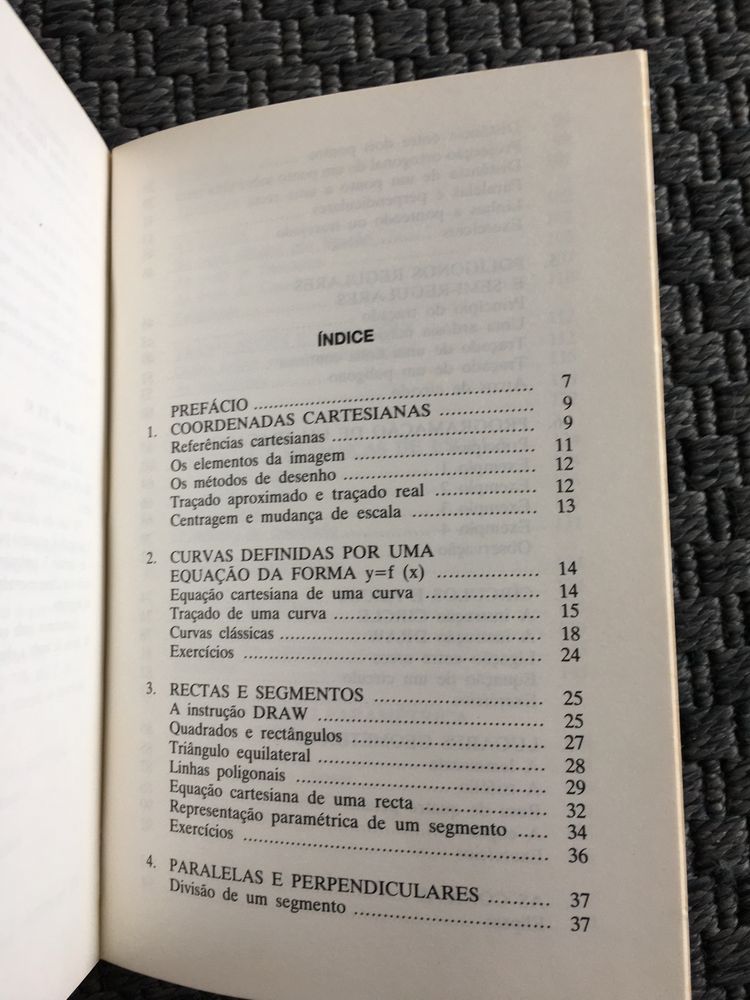 ÍNDICE
PREFÁCIO ........................................ 7
1. COORDENADAS CARTESIANAS ............... 9
Referências cartesianas ............................... 9
Os elementos da imagem ............................ 11
Os métodos de desenho .............................. 12
Traçado aproximado e traçado real ................ 12
Centragem e mudança de escala .................. 13
2. CURVAS DEFINIDAS POR UMA
EQUAÇÃO DA FORMA y=f (x) ................ 14
Equação cartesiana de uma curva .................. 14
Traçado de uma curva ............................... 15
Curvas clássicas ....................................... 18
Exercícios ............................................. 24
3. RECTAS E SEGMENTOS ......................... 25
A instrução DRAW .................................. 25
Quadrados e rectângulos ............................. 27
Triângulo equilateral .................................. 28
Linhas poligonais ...................................... 29
Equação cartesiana de uma recta .................. 32
Representação paramétrica de um segmento ..... 34
Exercícios ............................................. 36
4. PARALELAS E PERPENDICULARES .......... 37
Divisão de um segmento ............................. 37